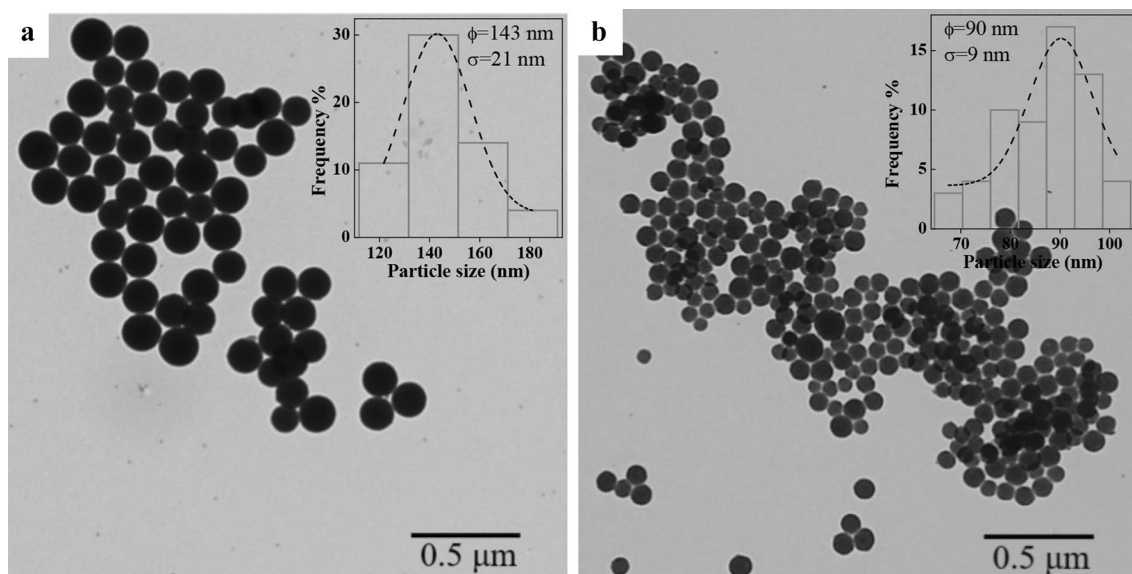 a
ϕ=143 nm
σ=21 nm
Frequency %
30
20
10
0
120
140
160
180
Particle size (nm)
0.5 μm
b
ϕ=90 nm
σ=9 nm
Frequency %
15
10
5
0
70
80
90
100
Particle size (nm)
0.5 μm